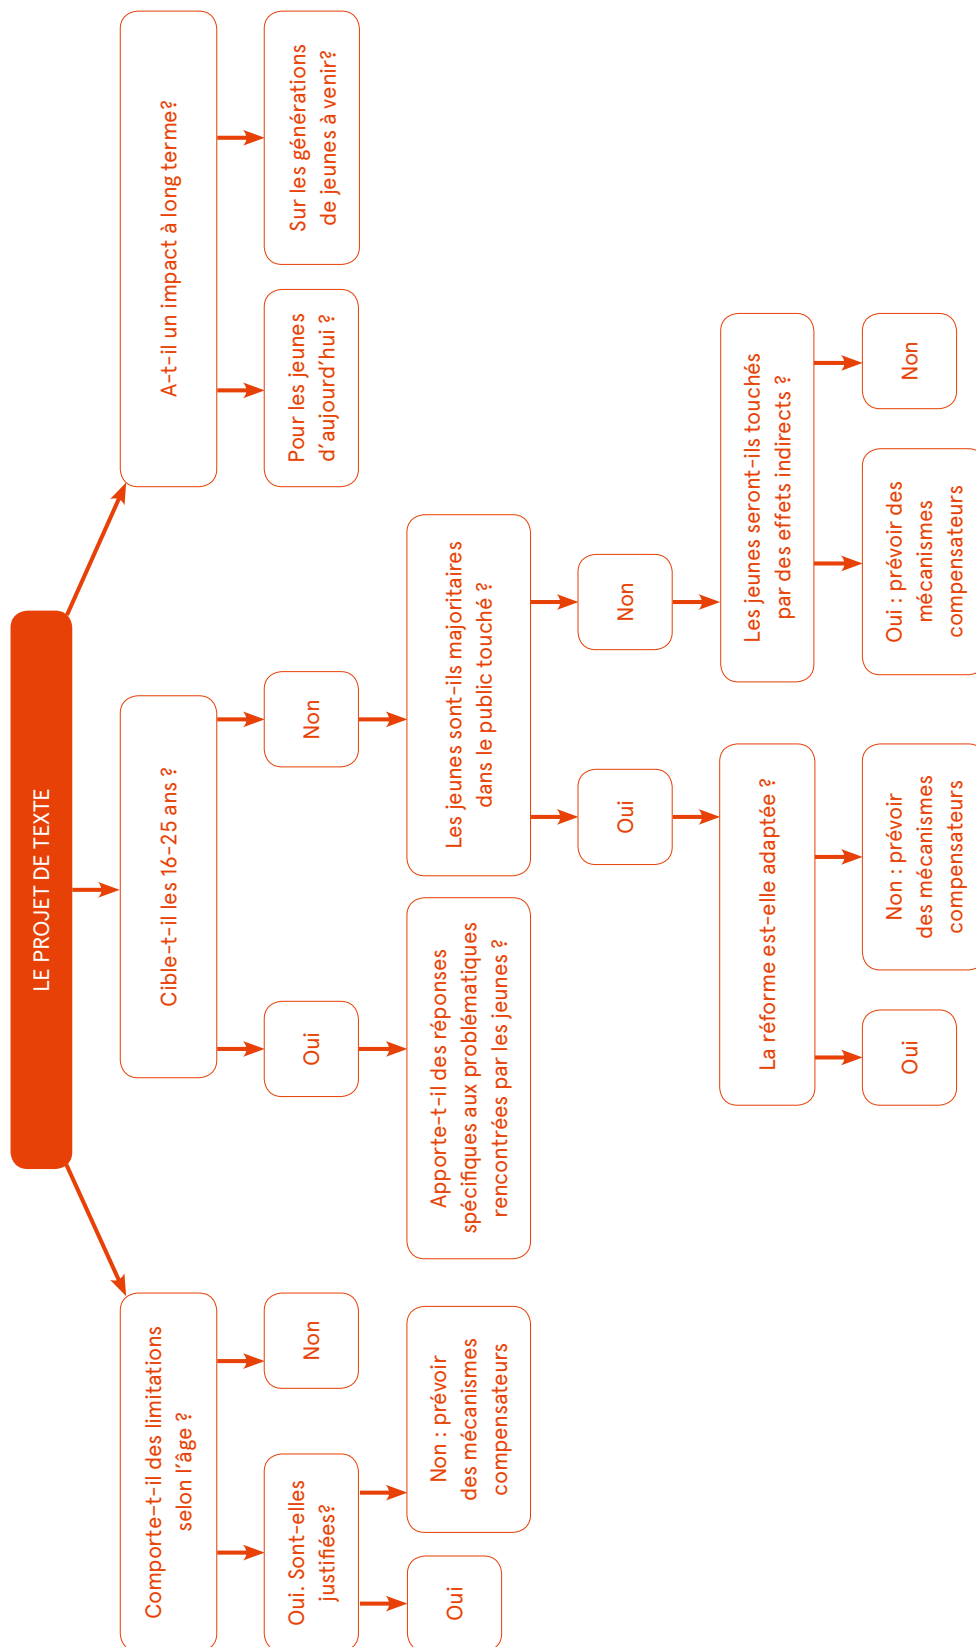 LE PROJET DE TEXTE
Comporte-t-il des limitations
selon l'âge ?
Oui. Sont-elles
justifiées?
Oui
Non : prévoir
des mécanismes
compensateurs
Non
Cible-t-il les 16-25 ans ?
Oui
Apporte-t-il des réponses
spécifiques aux problématiques
rencontrées par les jeunes ?
Non
Les jeunes sont-ils majoritaires
dans le public touché ?
Oui
La réforme est-elle adaptée ?
Oui
Non : prévoir
des mécanismes
compensateurs
Non
Les jeunes seront-ils touchés
par des effets indirects ?
Oui : prévoir des
mécanismes
compensateurs
Non
A-t-il un impact à long terme?
Pour les jeunes
d'aujourd'hui ?
Sur les générations
de jeunes à venir?